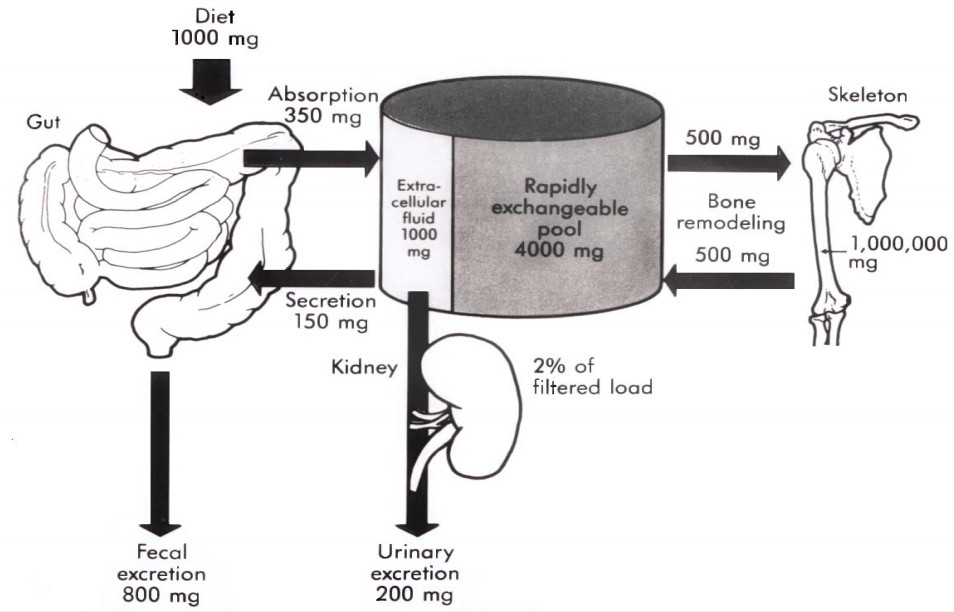 Diet
1000 mg
Gut
Absorption
350 mg
Extra-
cellular
fluid
1000
mg
Rapidly
exchangeable
pool
4000 mg
500 mg
Bone
remodeling
500 mg
Skeleton
1,000,000
mg
Secretion
150 mg
Kidney
2% of
filtered load
Fecal
excretion
800 mg
Urinary
excretion
200 mg